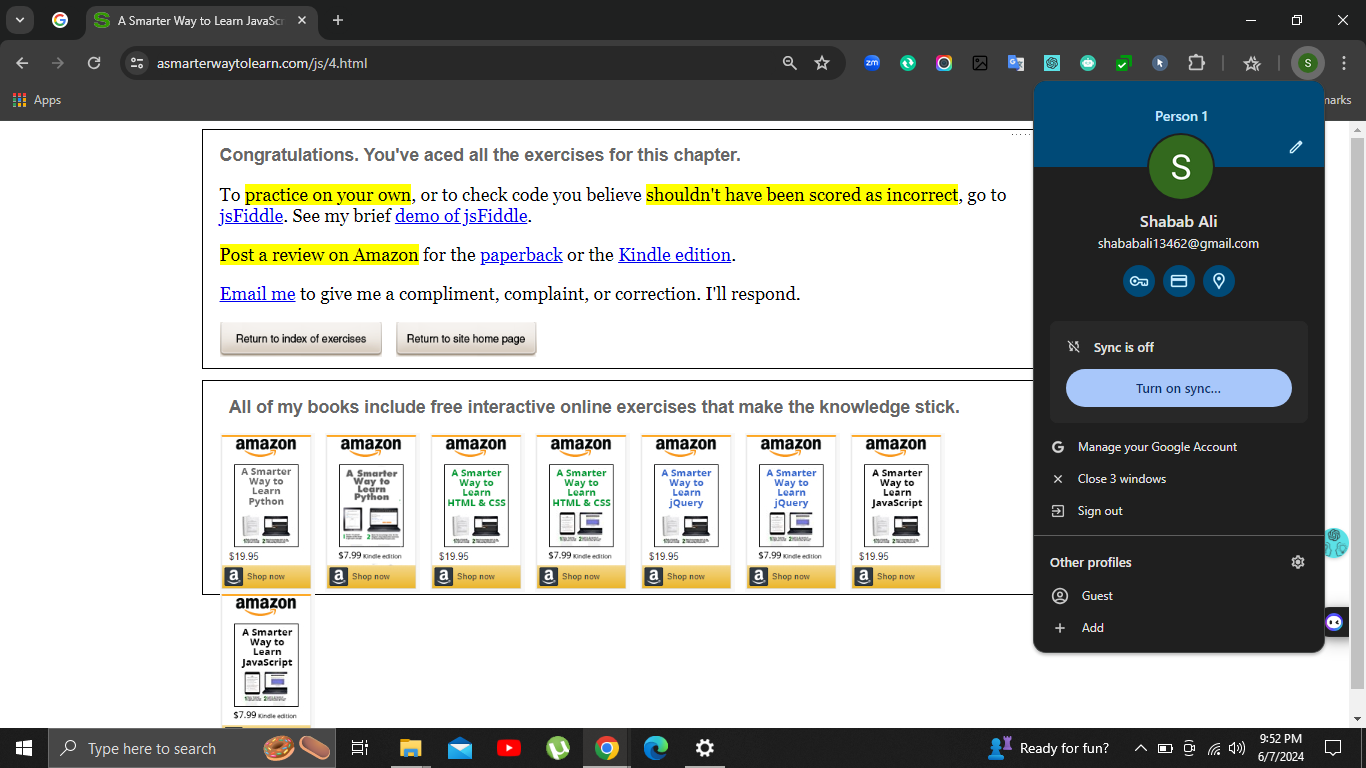 A Smarter Way to Learn JavaScr
asmarterwaytolearn.com/js/4.html
zm
S
Apps
marks
Congratulations. You've aced all the exercises for this chapter.
To practice on your own, or to check code you believe shouldn't have been scored as incorrect, go to
jsFiddle. See my brief demo of jsFiddle.
Post a review on Amazon for the paperback or the Kindle edition.
Email me to give me a compliment, complaint, or correction. I'll respond.
Return to index of exercises
Return to site home page
All of my books include free interactive online exercises that make the knowledge stick.
amazon
A Smarter
Way to
Learn
Python
$19.95
Shop now
amazon
A Smarter
Way to
Learn
Python
$7.99 Kindle edition
Shop now
amazon
A Smarter
Way to
Learn
HTML & CSS
$19.95
Shop now
amazon
A Smarter
Way to
Learn
HTML & CSS
$7.99 Kindle edition
Shop now
amazon
A Smarter
Way to
Learn
jQuery
$19.95
Shop now
amazon
A Smarter
Way to
Learn
jQuery
$7.99 Kindle edition
Shop now
amazon
A Smarter
Way to
Learn
JavaScript
$19.95
Shop now
amazon
A Smarter
Way to
Learn
JavaScript
$7.99 Kindle edition
Person 1
S
Shabab Ali
shababali13462@gmail.com
Sync is off
Turn on sync...
Manage your Google Account
Close 3 windows
Sign out
Other profiles
Guest
Add
Type here to search
Ready for fun?
9:52 PM
6/7/2024